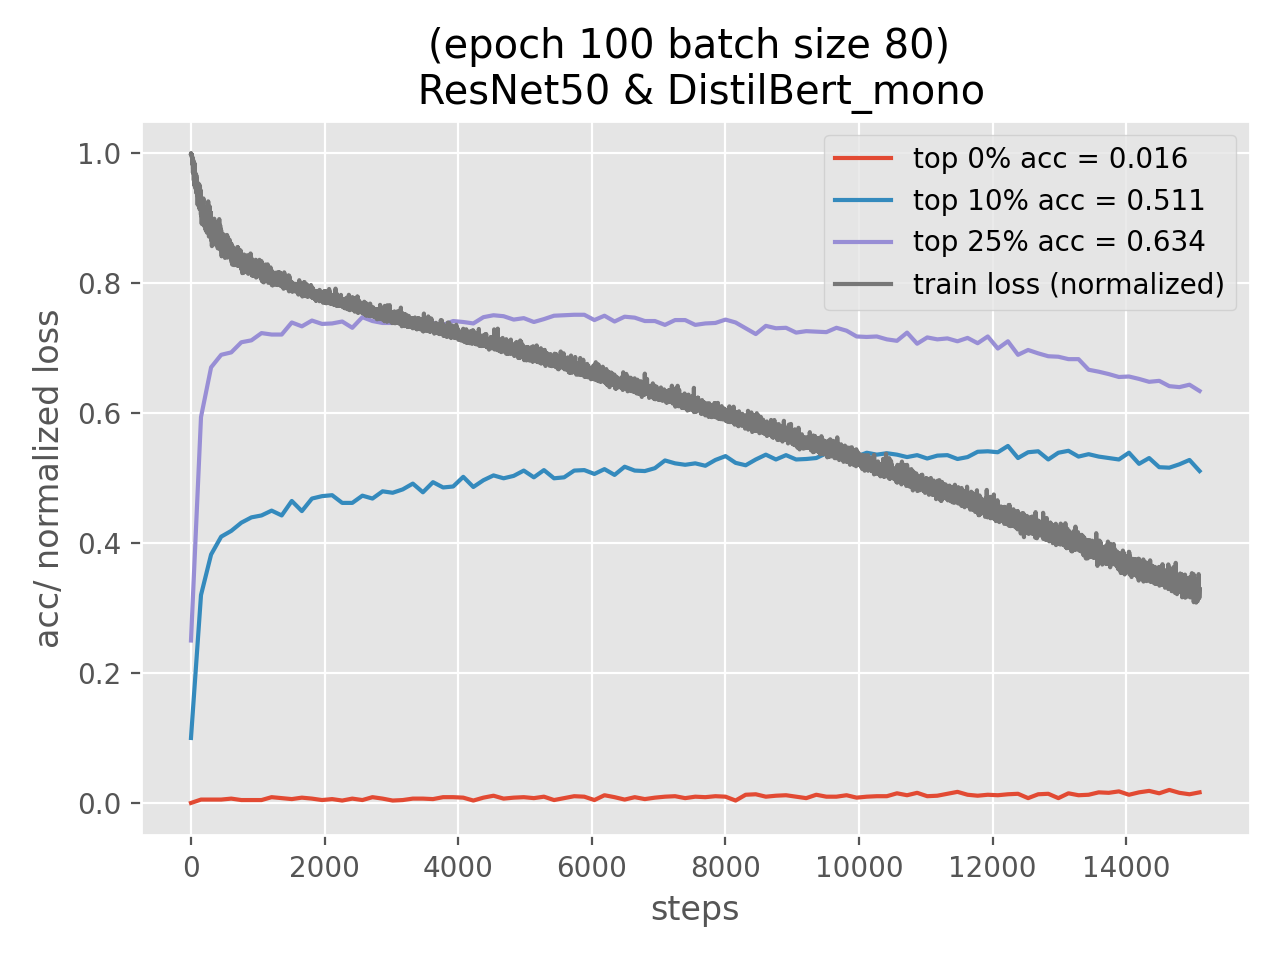 (epoch 100 batch size 80)
ResNet50 & DistilBert_mono
top 0% acc = 0.016
top 10% acc = 0.511
top 25% acc = 0.634
train loss (normalized)
acc/ normalized loss
1.0
0.8
0.6
0.4
0.2
0.0
0 2000 4000 6000 8000 10000 12000 14000
steps